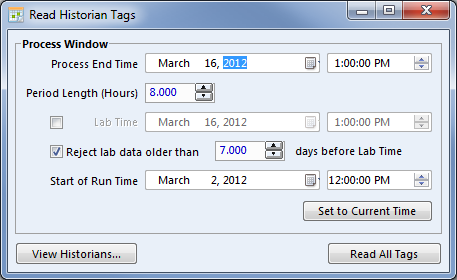 Read Historian Tags
Process Window
Process End Time March 16, 2012 1:00:00 PM
Period Length (Hours) 8.000
Lab Time March 16, 2012 1:00:00 PM
Reject lab data older than 7.000 days before Lab Time
Start of Run Time March 2, 2012 12:00:00 PM
Set to Current Time
View Historians... Read All Tags